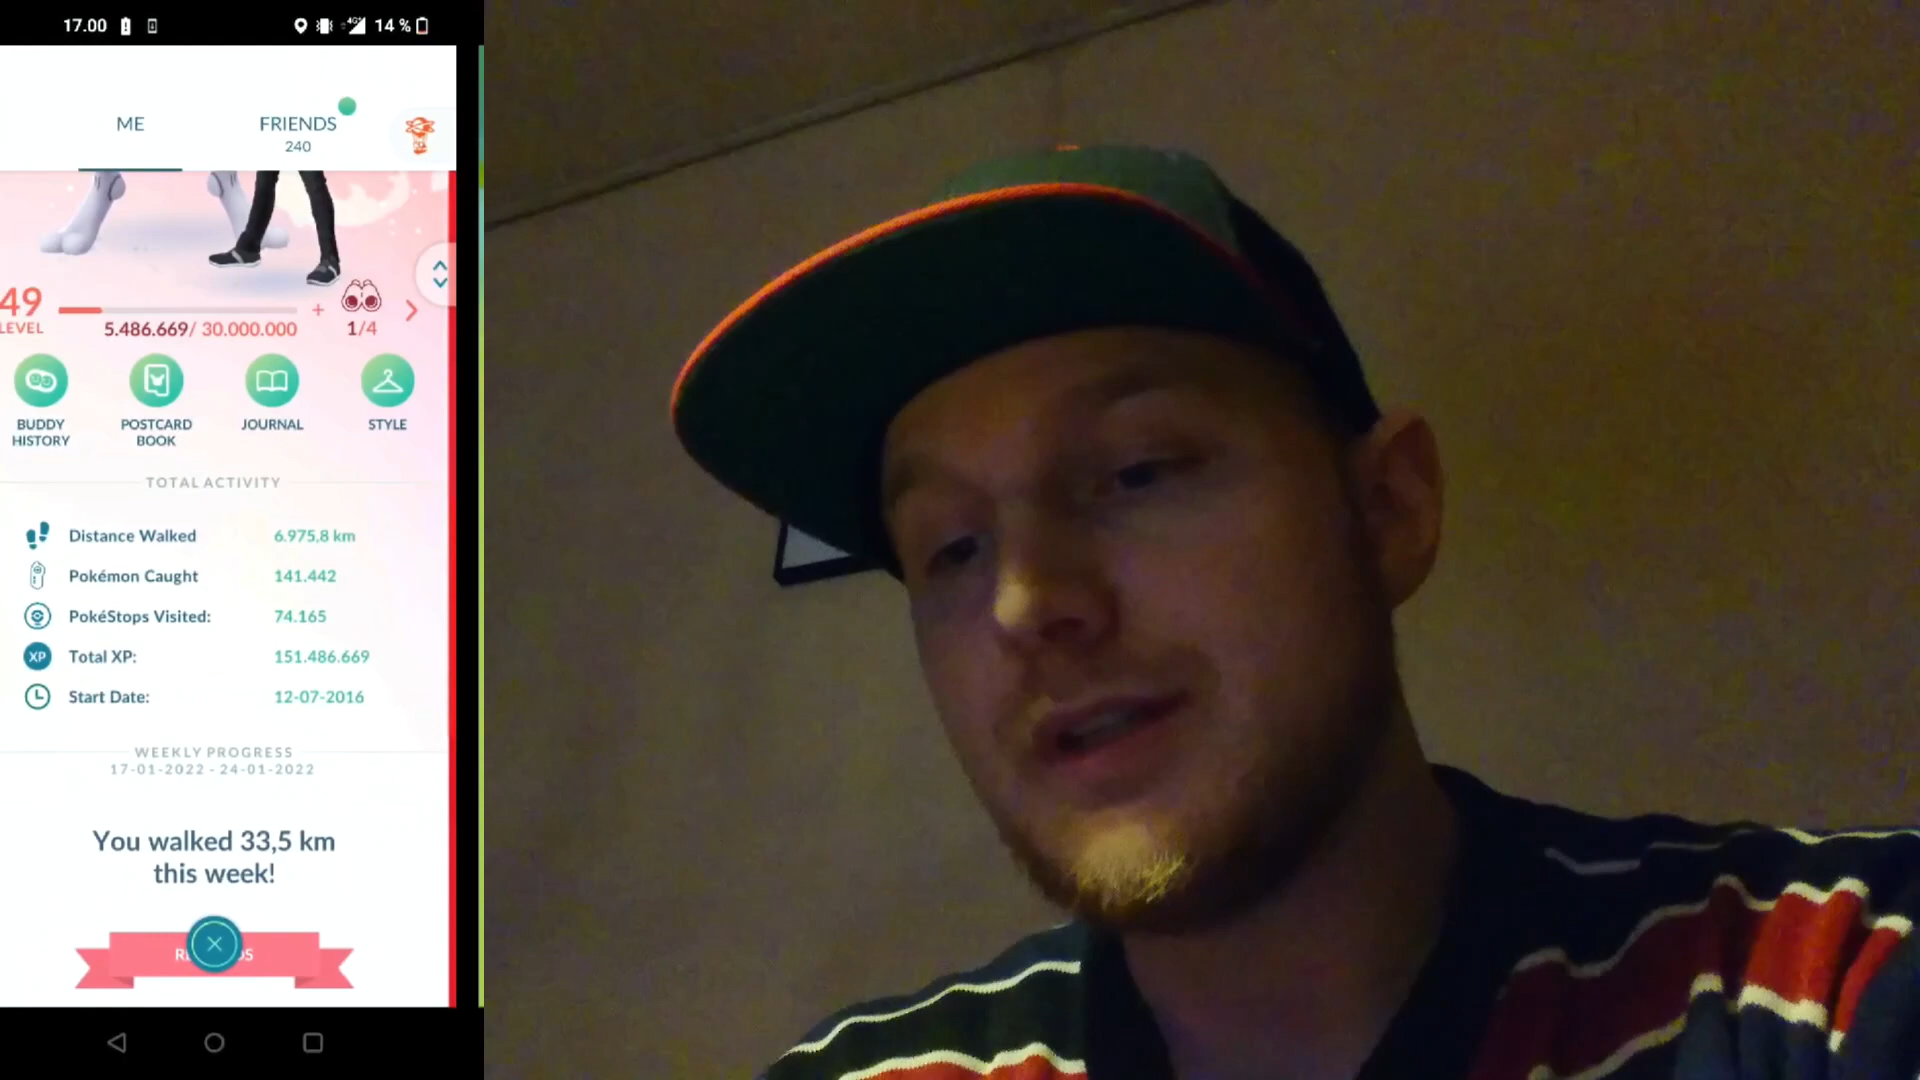 17.00
4G
14 %
ME
FRIENDS
240
49
LEVEL
5.486.669/ 30.000.000
+
1/4
BUDDY
HISTORY
POSTCARD
BOOK
JOURNAL
STYLE
TOTAL ACTIVITY
Distance Walked 6.975,8 km
Pokémon Caught 141.442
PokéStops Visited: 74.165
XP Total XP: 151.486.669
Start Date: 12-07-2016
WEEKLY PROGRESS
17-01-2022 - 24-01-2022
You walked 33,5 km
this week!